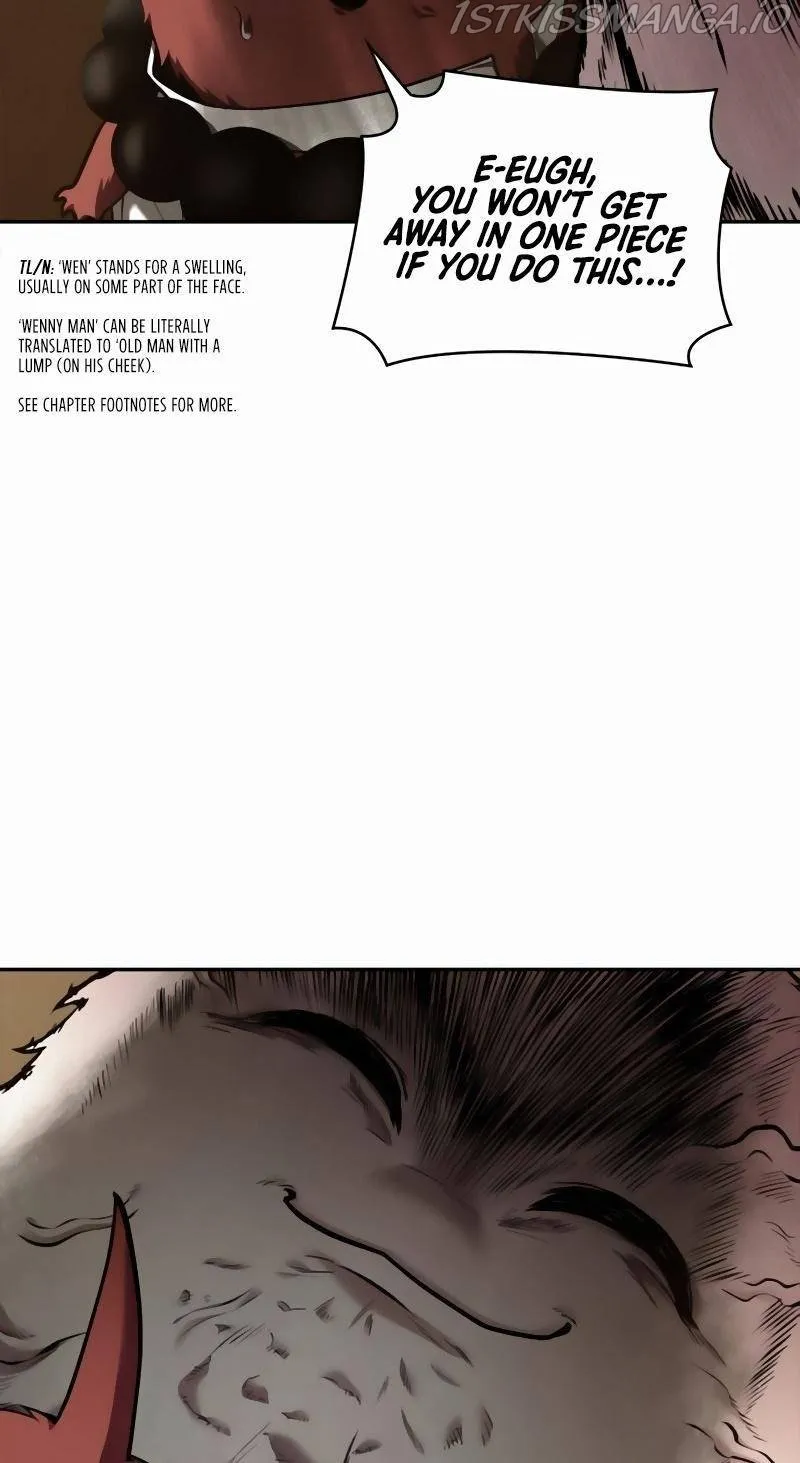 1STKISSMANGA.IO
E-EUGH,
YOU WON'T GET
AWAY IN ONE PIECE
IF YOU DO THIS...!
TL/N: 'WEN' STANDS FOR A SWELLING,
USUALLY ON SOME PART OF THE FACE.
'WENNY MAN' CAN BE LITERALLY
TRANSLATED TO 'OLD MAN WITH A
LUMP (ON HIS CHEEK).
SEE CHAPTER FOOTNOTES FOR MORE.